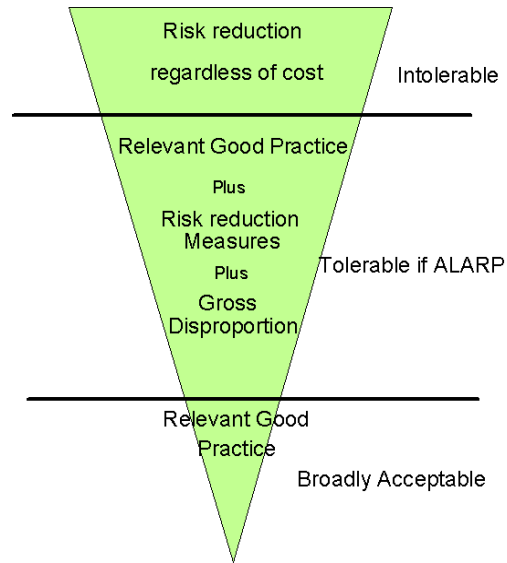 Risk reduction
regardless of cost
Intolerable
Relevant Good Practice
Plus
Risk reduction
Measures
Plus
Tolerable if ALARP
Gross
Disproportion
Relevant Good
Practice
Broadly Acceptable